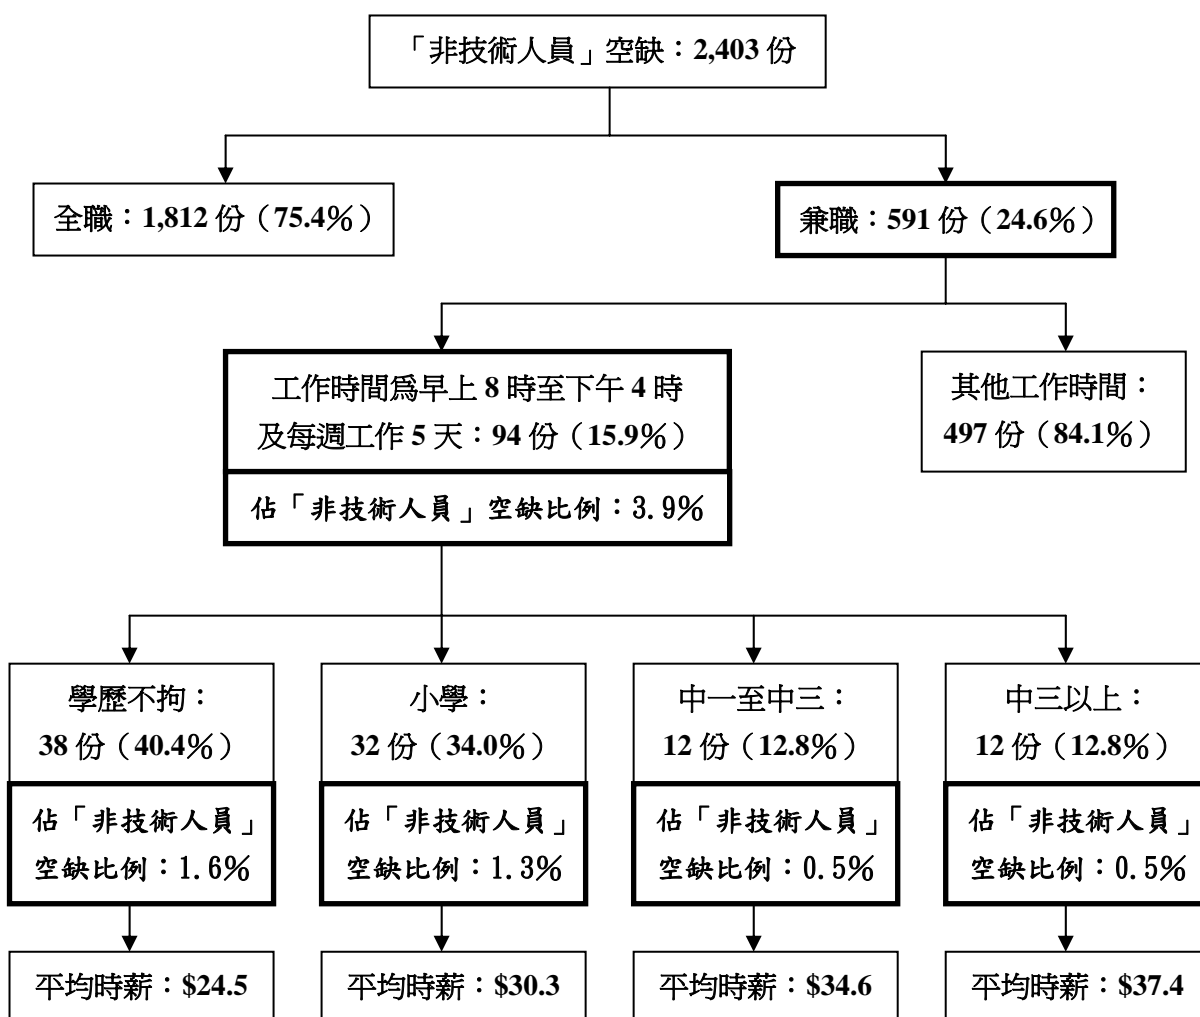 「非技術人員」空缺：2,403 份
全職：1,812 份（75.4％）
兼職：591 份（24.6％）
工作時間爲早上 8 時至下午 4 時
及每週工作 5 天：94 份（15.9％）
佔「非技術人員」空缺比例：3.9％
其他工作時間：
497 份（84.1％）
學歷不拘：
38 份（40.4％）
佔「非技術人員」
空缺比例：1.6％
平均時薪：$24.5
小學：
32 份（34.0％）
佔「非技術人員」
空缺比例：1.3％
平均時薪：$30.3
中一至中三：
12 份（12.8％）
佔「非技術人員」
空缺比例：0.5％
平均時薪：$34.6
中三以上：
12 份（12.8％）
佔「非技術人員」
空缺比例：0.5％
平均時薪：$37.4